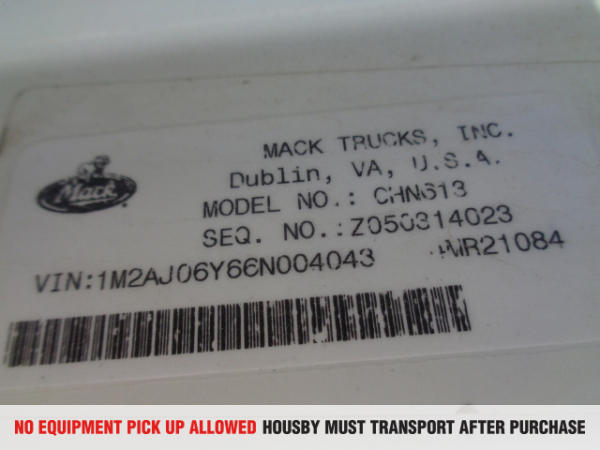 MACK TRUCKS, INC.
Dublin, VA, U.S.A.
Mack
MODEL NO.: CHN613
SEQ. NO.:Z050314023
VIN:1M2AJ06Y66N004043
NO EQUIPMENT PICK UP ALLOWED HOUSBY MUST TRANSPORT AFTER PURCHASE